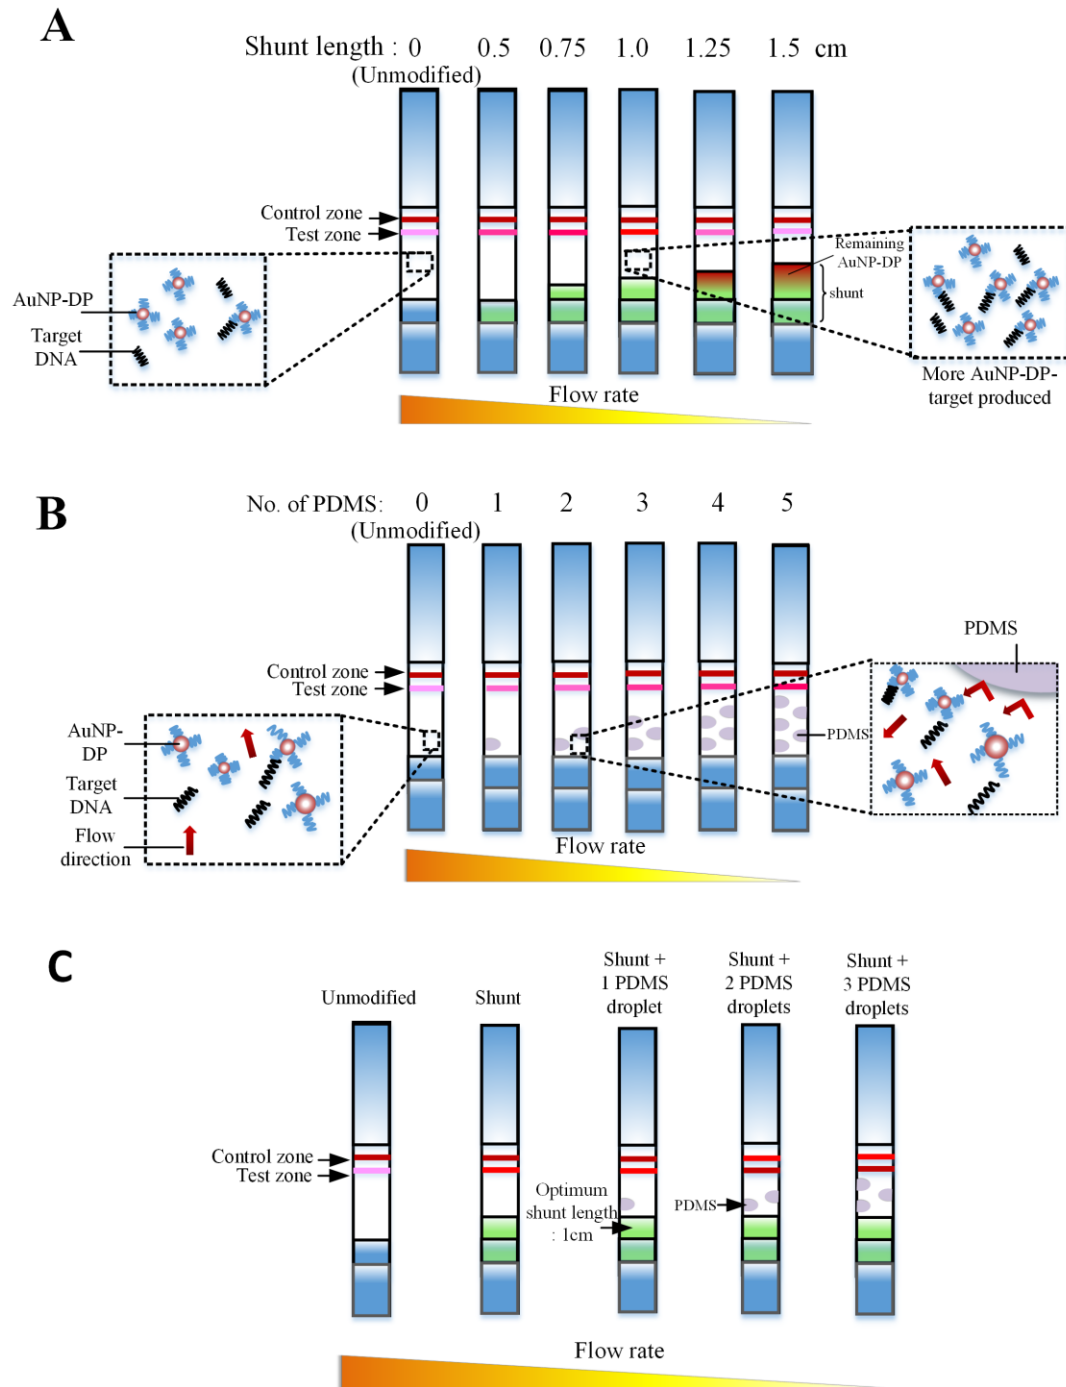 A
Shunt length : 0 0.5 0.75 1.0 1.25 1.5 cm
(Unmodified)
Control zone
Test zone
Remaining
AuNP-DP
shunt
AuNP-DP
Target
DNA
More AuNP-DP-
target produced
Flow rate
B
No. of PDMS: 0 1 2 3 4 5
(Unmodified)
PDMS
Control zone
Test zone
PDMS
AuNP-
DP
Target
DNA
Flow
direction
Flow rate
C
Unmodified
Shunt
Shunt +
1 PDMS
droplet
Shunt +
2 PDMS
droplets
Shunt +
3 PDMS
droplets
Control zone
Test zone
Optimum
shunt length
: 1cm
PDMS
Flow rate